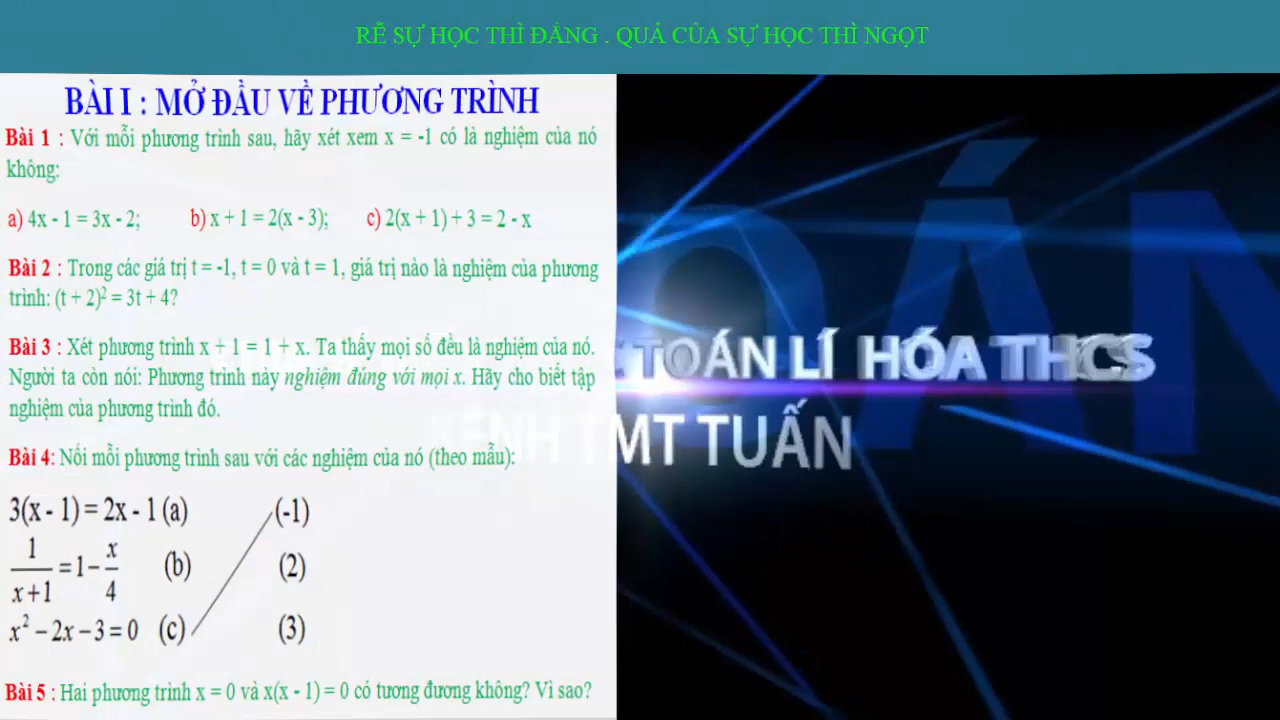 RỄ SỰ HỌC THÌ ĐẮNG . QUẢ CỦA SỰ HỌC THÌ NGỌT
BÀI I : MỞ ĐẦU VỀ PHƯƠNG TRÌNH
Bài 1 : Với mỗi phương trình sau, hãy xét xem x = -1 có là nghiệm của nó
không:
a) 4x - 1 = 3x - 2; b) x + 1 = 2(x - 3); c) 2(x + 1) + 3 = 2 - x
Bài 2 : Trong các giá trị t = -1, t = 0 và t = 1, giá trị nào là nghiệm của phương
trình: (t + 2)² = 3t + 4?
Bài 3 : Xét phương trình x + 1 = 1 + x. Ta thấy mọi số đều là nghiệm của nó.
Người ta còn nói: Phương trình này nghiệm đúng với mọi x. Hãy cho biết tập
nghiệm của phương trình đó.
Bài 4: Nối mỗi phương trình sau với các nghiệm của nó (theo mẫu):
3(x - 1) = 2x - 1 (a) (-1)
1/(x+1) = 1 - x/4 (b) (2)
x² - 2x - 3 = 0 (c) (3)
Bài 5 : Hai phương trình x = 0 và x(x - 1) = 0 có tương đương không? Vì sao?
TOÁN LÍ HÓA THCS
KÊNH TMT TUẤN